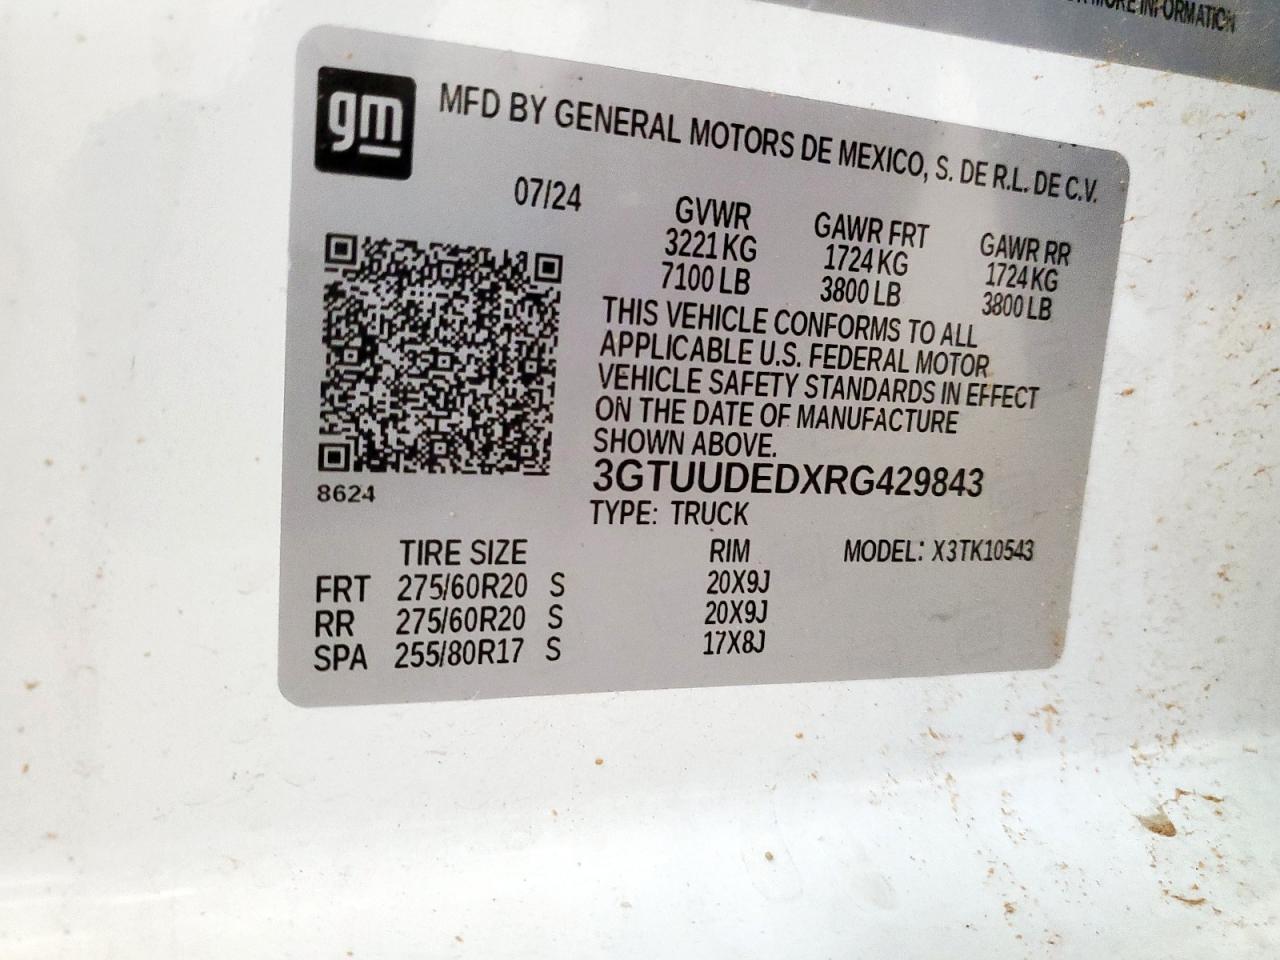 FOR MORE INFORMATION
gm
MFD BY GENERAL MOTORS DE MEXICO, S. DE R.L. DE C.V.
07/24
GVWR GAWR FRT GAWR RR
3221 KG 1724 KG 1724 KG
7100 LB 3800 LB 3800 LB
THIS VEHICLE CONFORMS TO ALL
APPLICABLE U.S. FEDERAL MOTOR
VEHICLE SAFETY STANDARDS IN EFFECT
ON THE DATE OF MANUFACTURE
SHOWN ABOVE.
3GTUUDEDXRG429843
8624
TYPE: TRUCK
TIRE SIZE RIM MODEL: X3TK10543
FRT 275/60R20 S 20X9J
RR 275/60R20 S 20X9J
SPA 255/80R17 S 17X8J